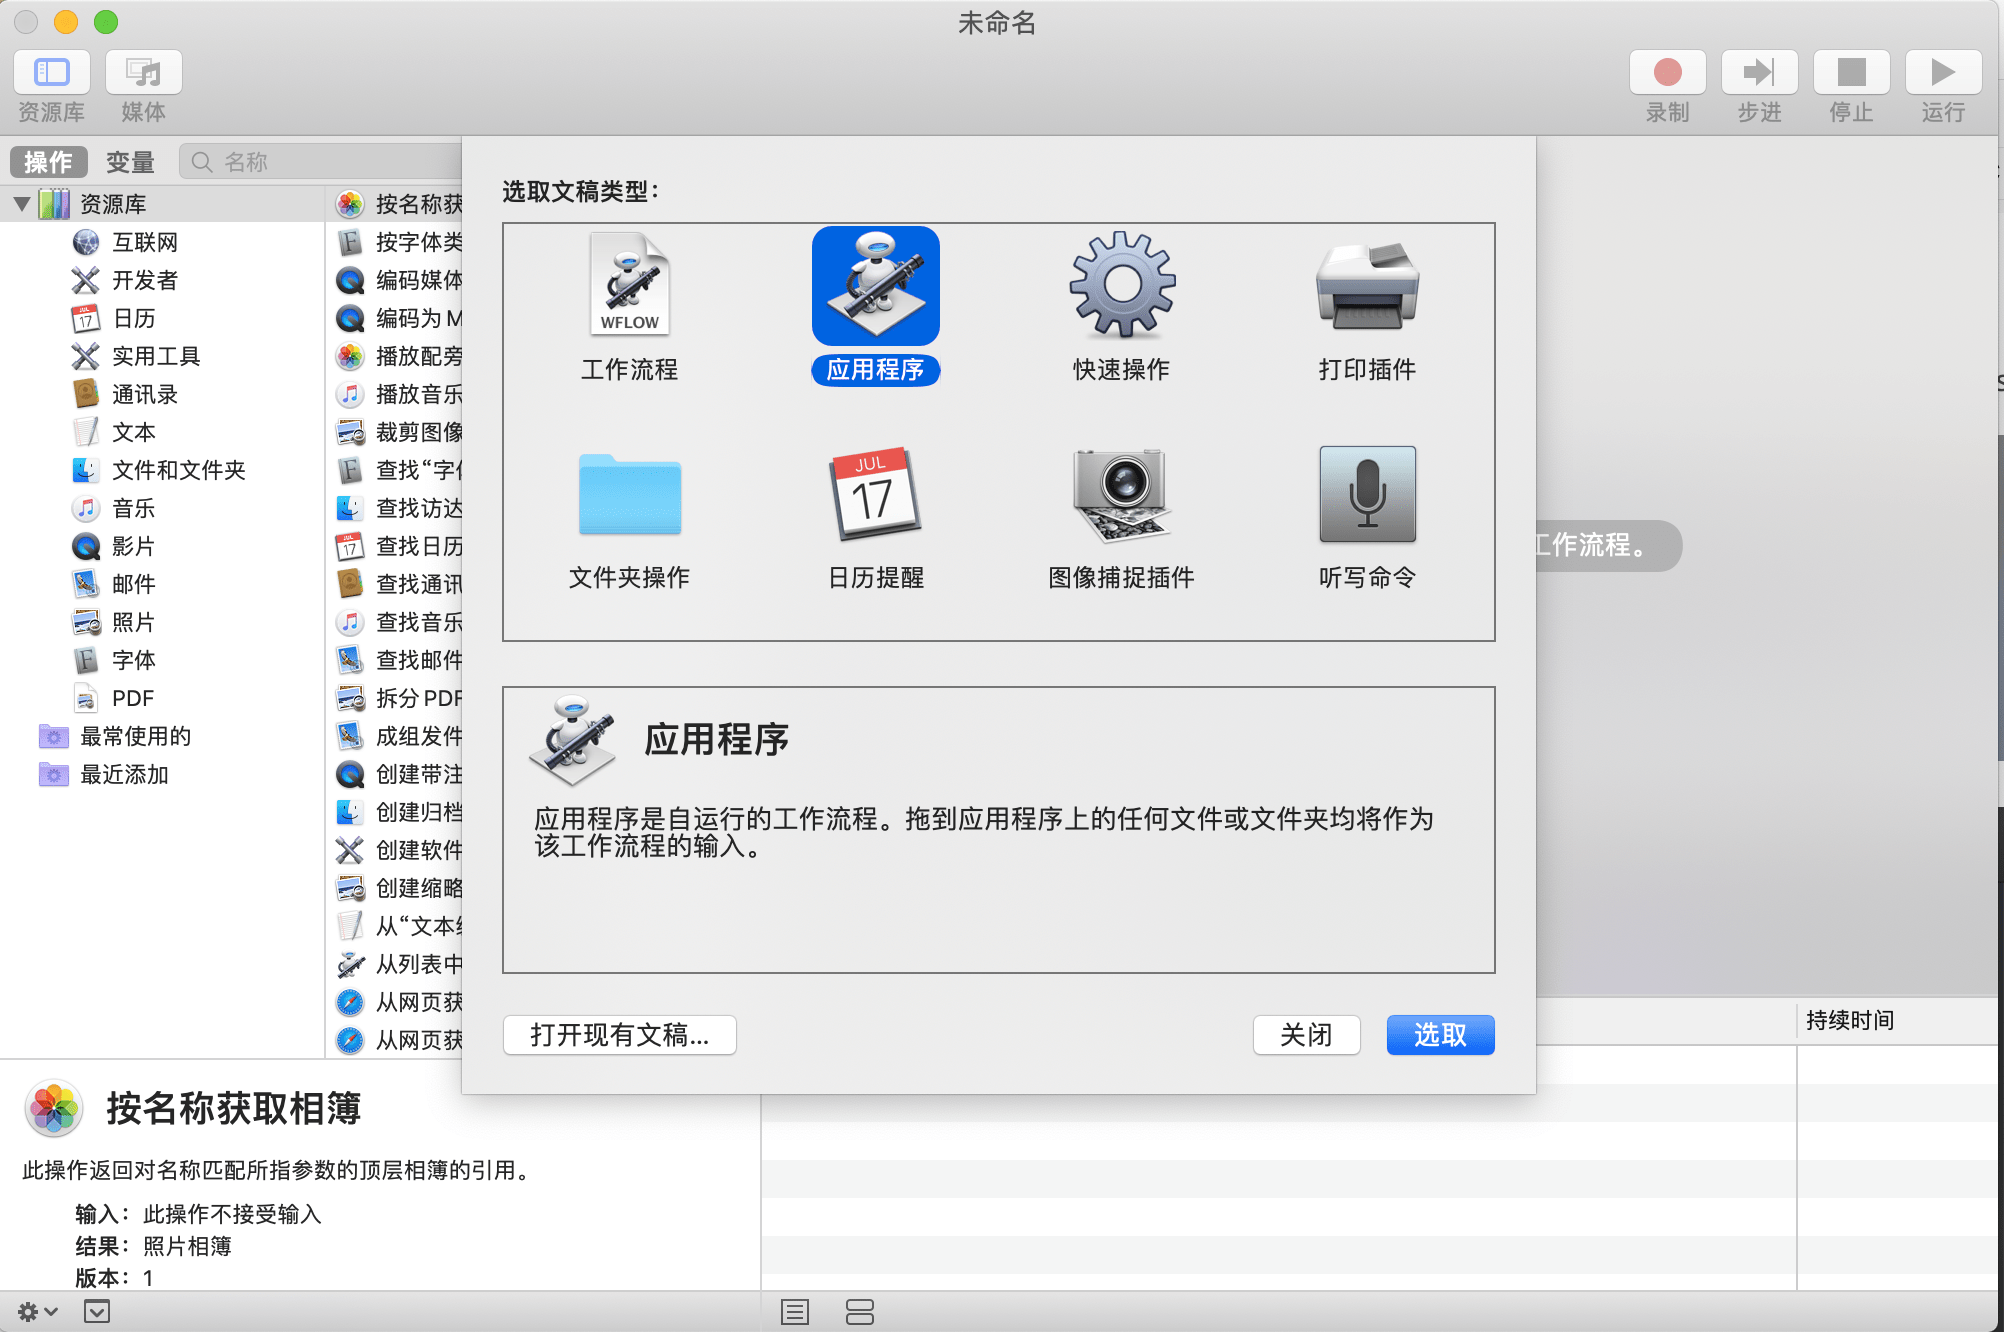 未命名
资源库
媒体
录制
步进
停止
运行
操作
变量
名称
资源库
互联网
开发者
日历
实用工具
通讯录
文本
文件和文件夹
音乐
影片
邮件
照片
字体
PDF
最常使用的
最近添加
按名称获
按字体类
编码媒体
编码为 M
播放配旁
播放音乐
裁剪图像
查找“字体
查找访达
查找日历
查找通讯
查找音乐
查找邮件
拆分 PDF
成组发件
创建带注
创建归档
创建软件
创建缩略
从“文本编
从列表中
从网页获
从网页获
选取文稿类型：
WFLOW
工作流程
应用程序
快速操作
打印插件
JUL
17
文件夹操作
日历提醒
图像捕捉插件
听写命令
应用程序
应用程序是自运行的工作流程。拖到应用程序上的任何文件或文件夹均将作为
该工作流程的输入。
打开现有文稿...
关闭
选取
工作流程。
持续时间
按名称获取相簿
此操作返回对名称匹配所指参数的顶层相簿的引用。
输入：此操作不接受输入
结果：照片相簿
版本：1